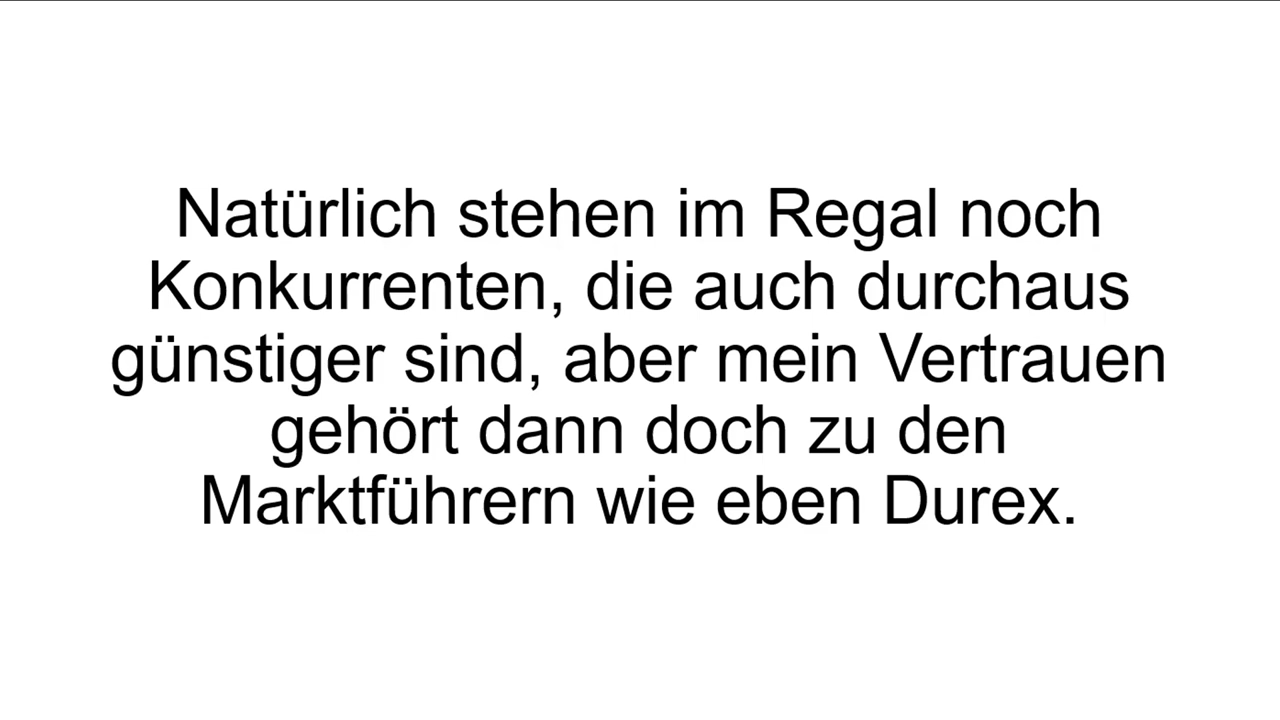 Natürlich stehen im Regal noch
Konkurrenten, die auch durchaus
günstiger sind, aber mein Vertrauen
gehört dann doch zu den
Marktführern wie eben Durex.